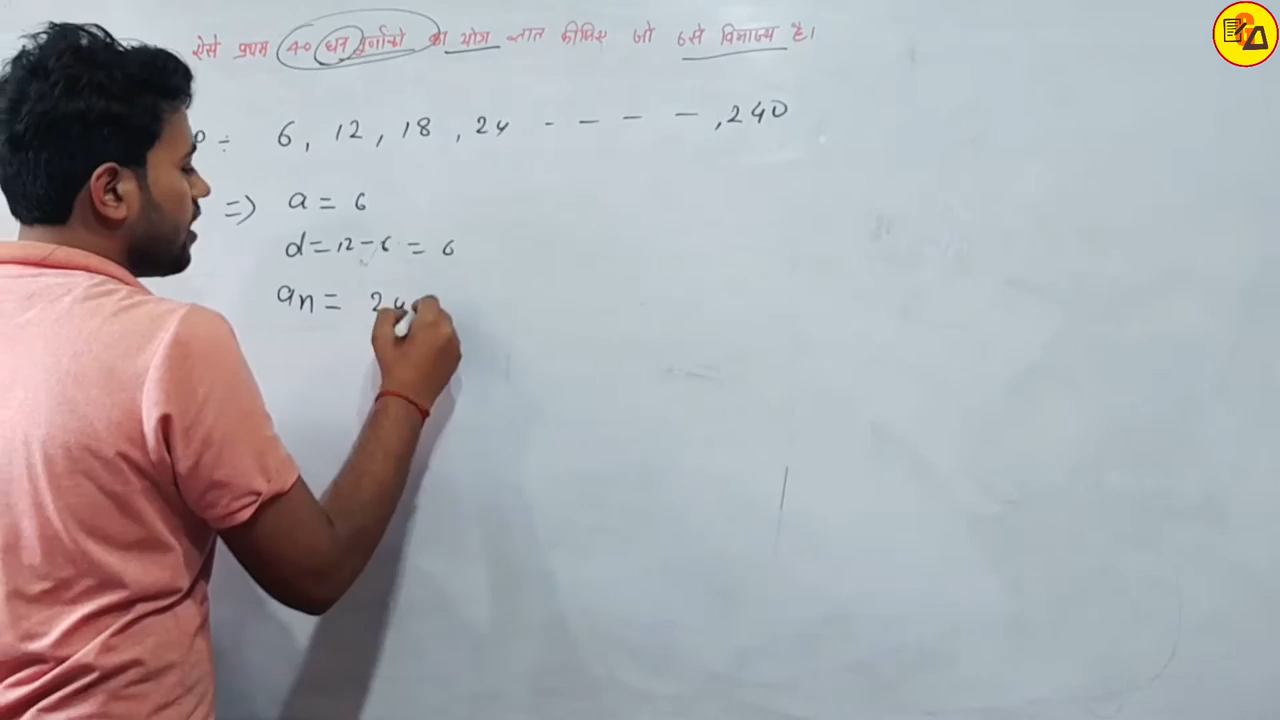 ऐसे प्रथम 40 धन पूर्णांको का योग ज्ञात कीजिए जो 6 से विभाज्य है।
÷ 6, 12, 18, 24 - - - - , 240
=) a = 6
d = 12 - 6 = 6
an = 24